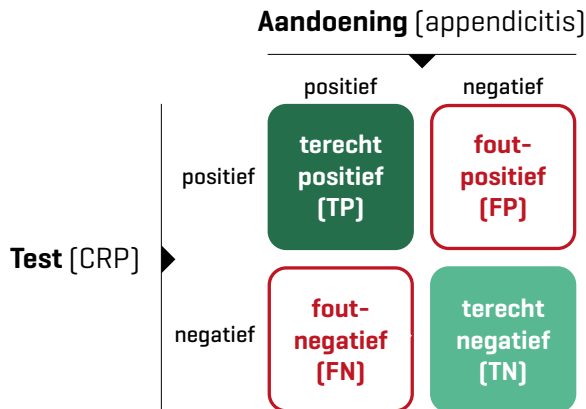 Aandoening (appendicitis)
positief negatief
positief
terecht
positief
(TP)
fout-
positief
(FP)
Test (CRP)
negatief
fout-
negatief
(FN)
terecht
negatief
(TN)